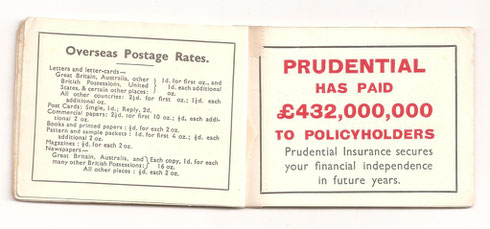 Overseas Postage Rates.
Letters and letter-cards—
Great Britain, Australia, other
British Possessions, United
States, & certain other places:
1d. for first oz., and
1d. each additional
oz.
All other countries: 2½d. for first oz.; 1½d. each
additional oz.
Post Cards: Single, 1d.; Reply, 2d.
Commercial papers: 2½d. for first 10 oz.; ½d. each addi-
tional 2 oz.
Books and printed papers: ½d. for each 2 oz.
Pattern and sample packets: 1d. for first 4 oz.; ½d. each
additional 2 oz.
Magazines: ½d. for each 2 oz.
Newspapers—
Great Britain, Australia, and
many other British Possessions:
Each copy, 1d. for each
16 oz.
All other places: ½d. each 2 oz.
PRUDENTIAL
HAS PAID
£432,000,000
TO POLICYHOLDERS
Prudential Insurance secures
your financial independence
in future years.